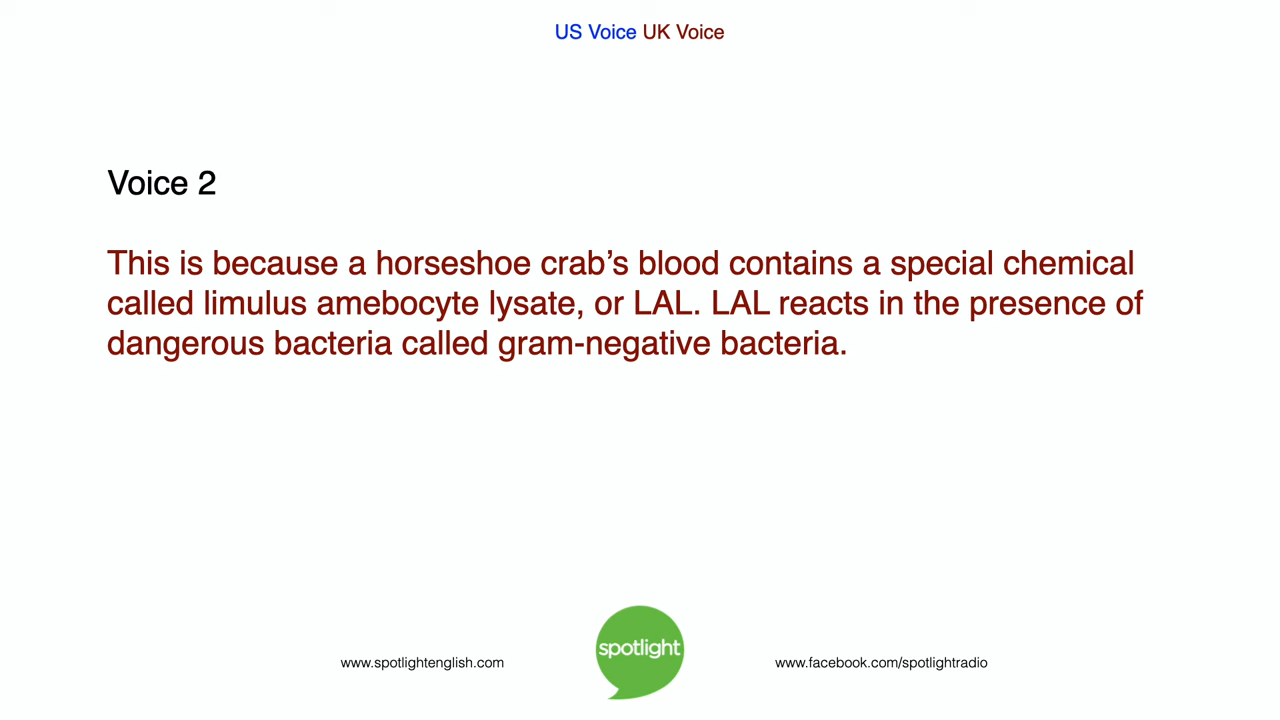 US Voice UK Voice
Voice 2
This is because a horseshoe crab’s blood contains a special chemical
called limulus amebocyte lysate, or LAL. LAL reacts in the presence of
dangerous bacteria called gram-negative bacteria.
spotlight
www.spotlightenglish.com
www.facebook.com/spotlightradio